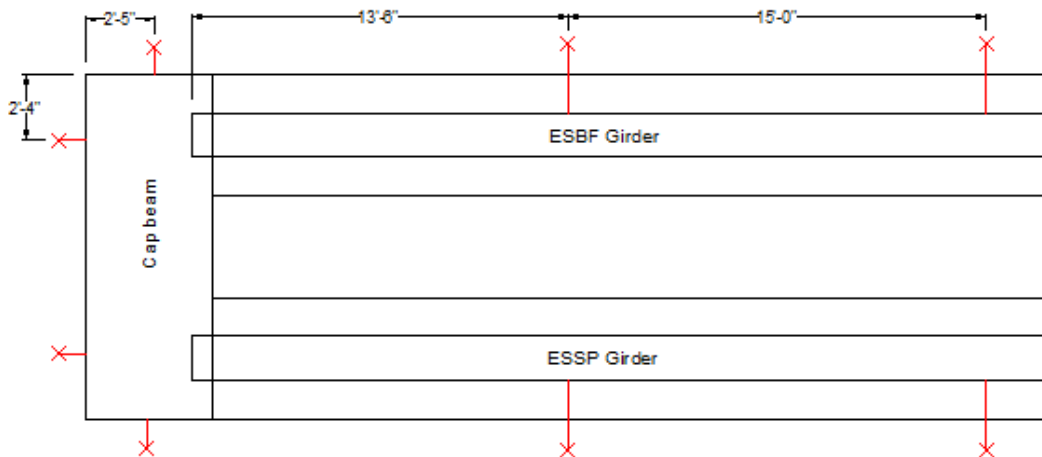 2'-5"
13'-6"
15'-0"
2'-4"
ESBF Girder
Cap beam
ESSP Girder